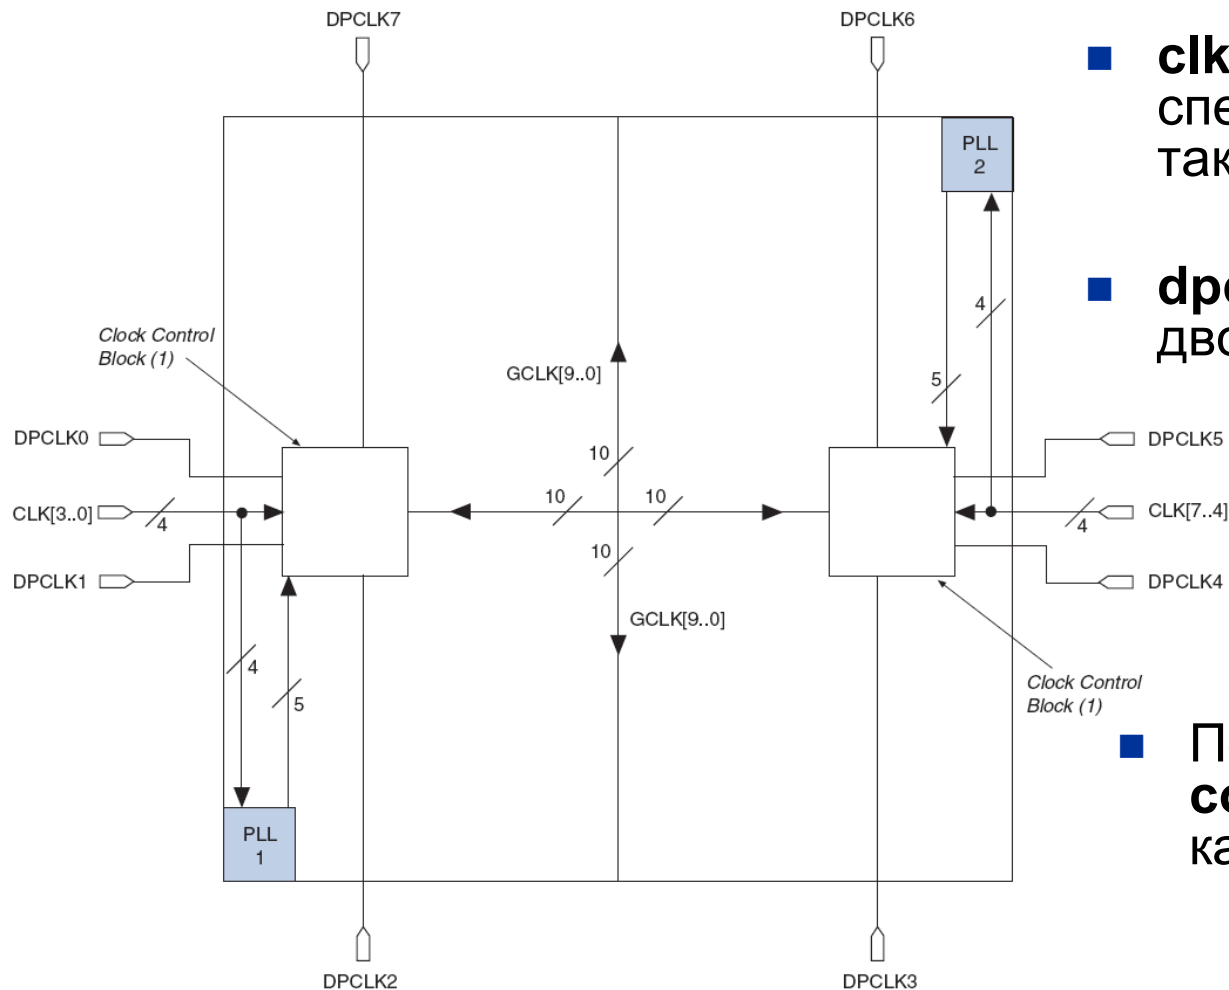 DPCLK7
DPCLK6
clk
спе
так
PLL
2
dpc
дво
4
Clock Control
Block (1)
GCLK[9..0]
5
DPCLK0
10
DPCLK5
CLK[3..0]
4
10
10
4
CLK[7..4]
DPCLK1
10
DPCLK4
GCLK[9..0]
4
5
Clock Control
Block (1)
П
со
ка
PLL
1
DPCLK2
DPCLK3